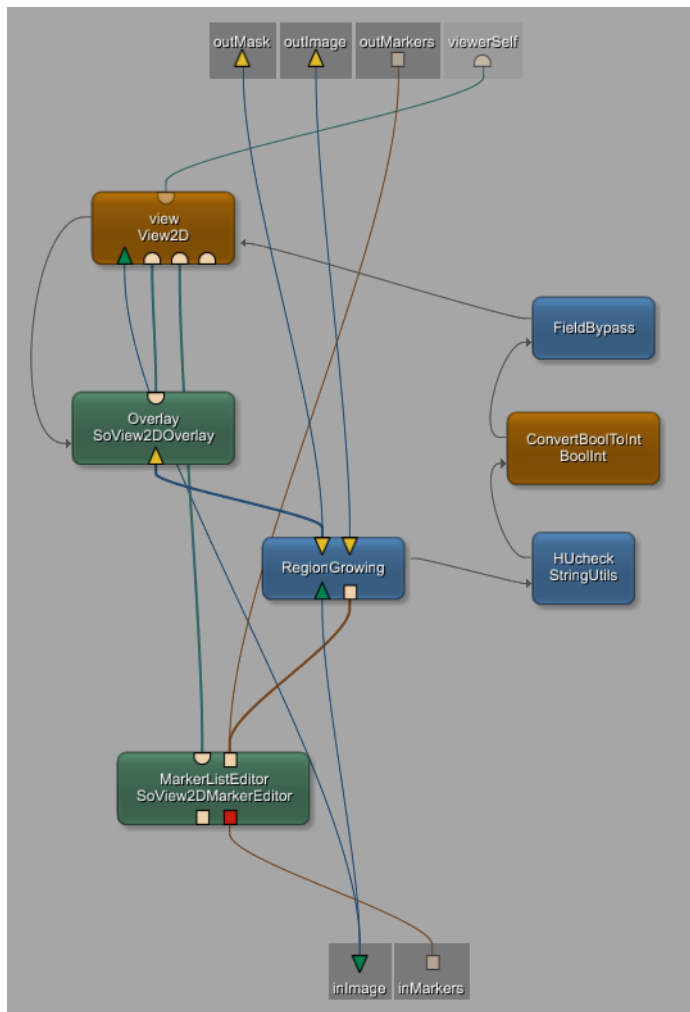 outMask outImage outMarkers viewerSelf
view
View2D
FieldBypass
Overlay
SoView2DOverlay
ConvertBoolToInt
BoolInt
RegionGrowing
HUcheck
StringUtils
MarkerListEditor
SoView2DMarkerEditor
inImage inMarkers